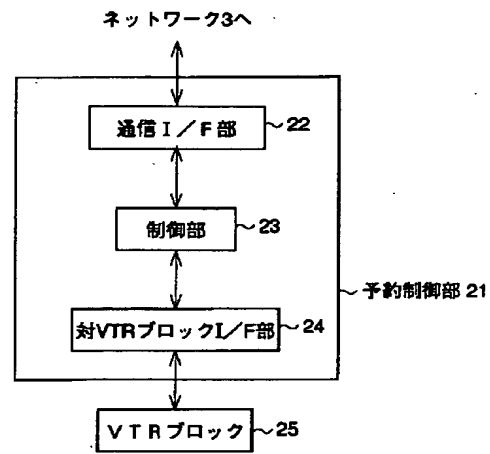 ネットワーク3へ
通信I／F部 22
制御部 23
予約制御部 21
対VTRブロックI／F部 24
VTRブロック 25